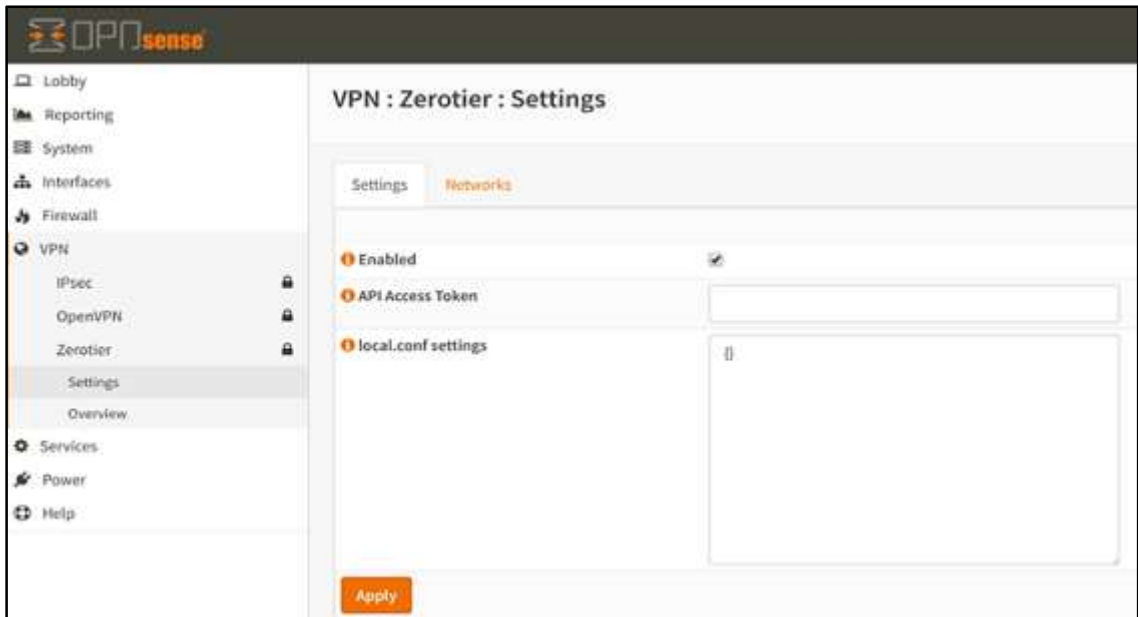 OPNsense
Lobby
Reporting
System
Interfaces
Firewall
VPN
IPsec
OpenVPN
Zerotier
Settings
Overview
Services
Power
Help
VPN : Zerotier : Settings
Settings Networks
Enabled
API Access Token
local.conf settings
{}
Apply